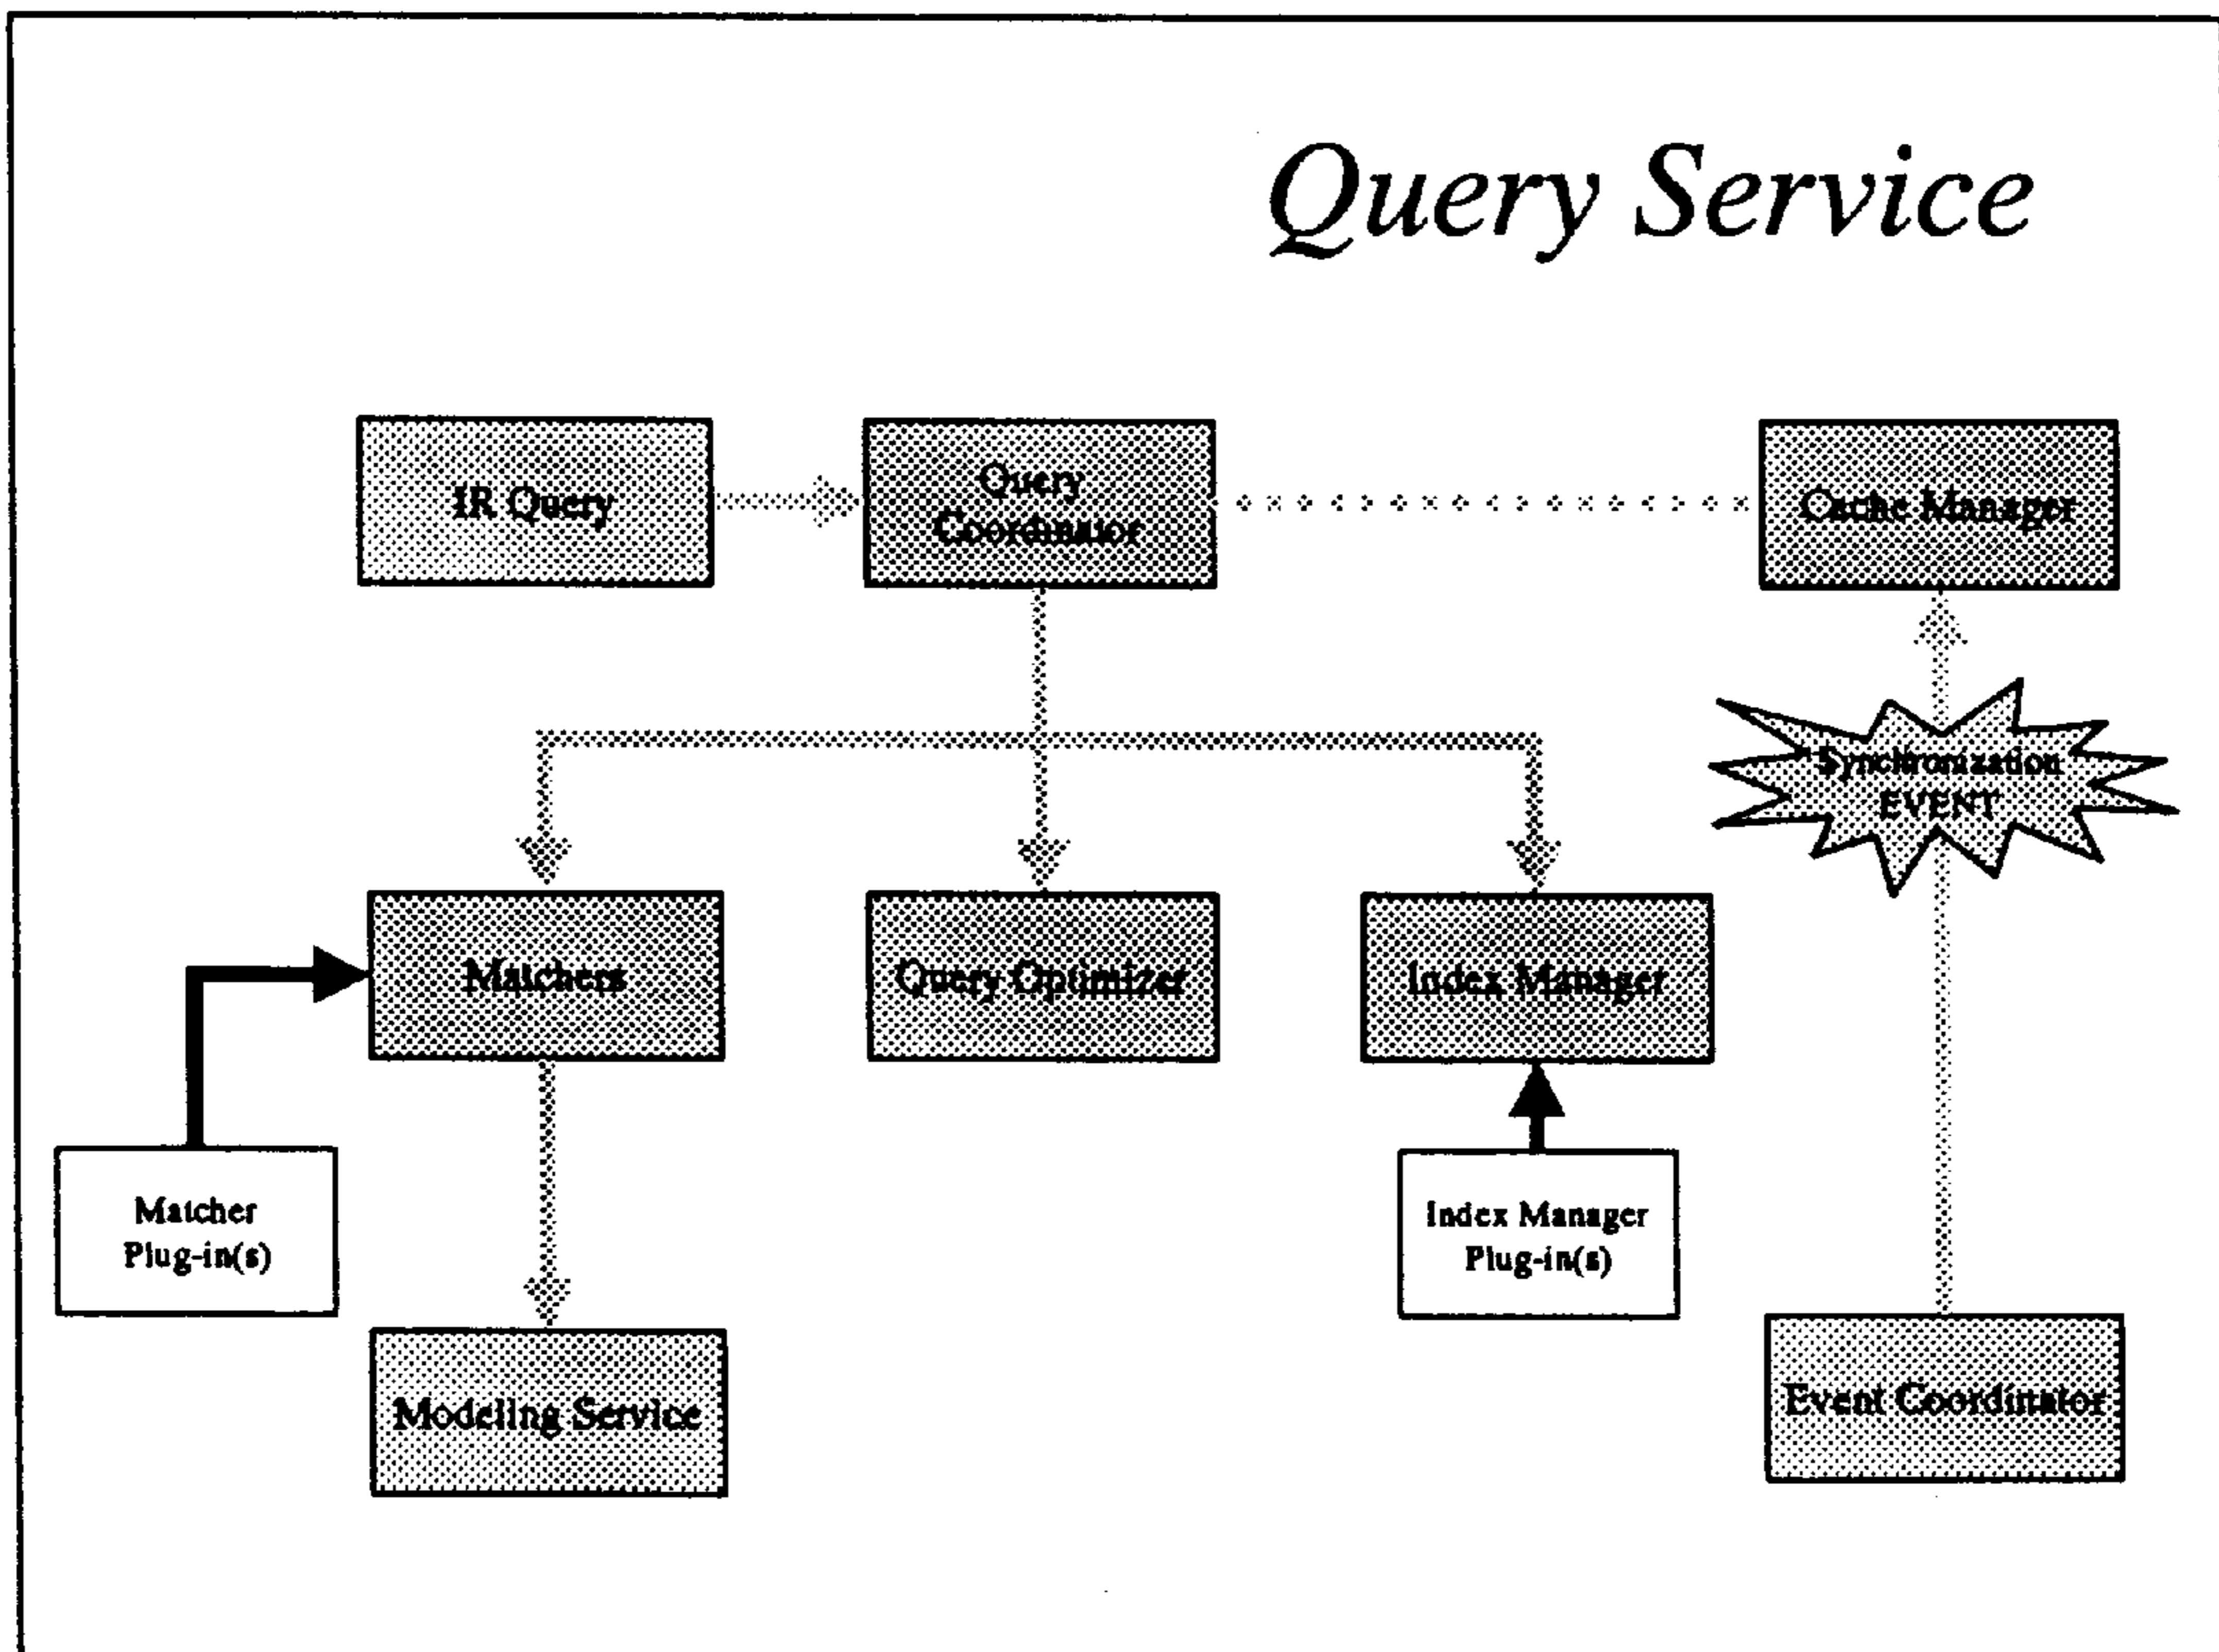 Query Service
IR Query
Query
Coordinator
Cache Manager
Synchronization
EVENT
Matchers
Query Optimizer
Index Manager
Matcher
Plug-in(s)
Index Manager
Plug-in(s)
Modeling Service
Event Coordinator